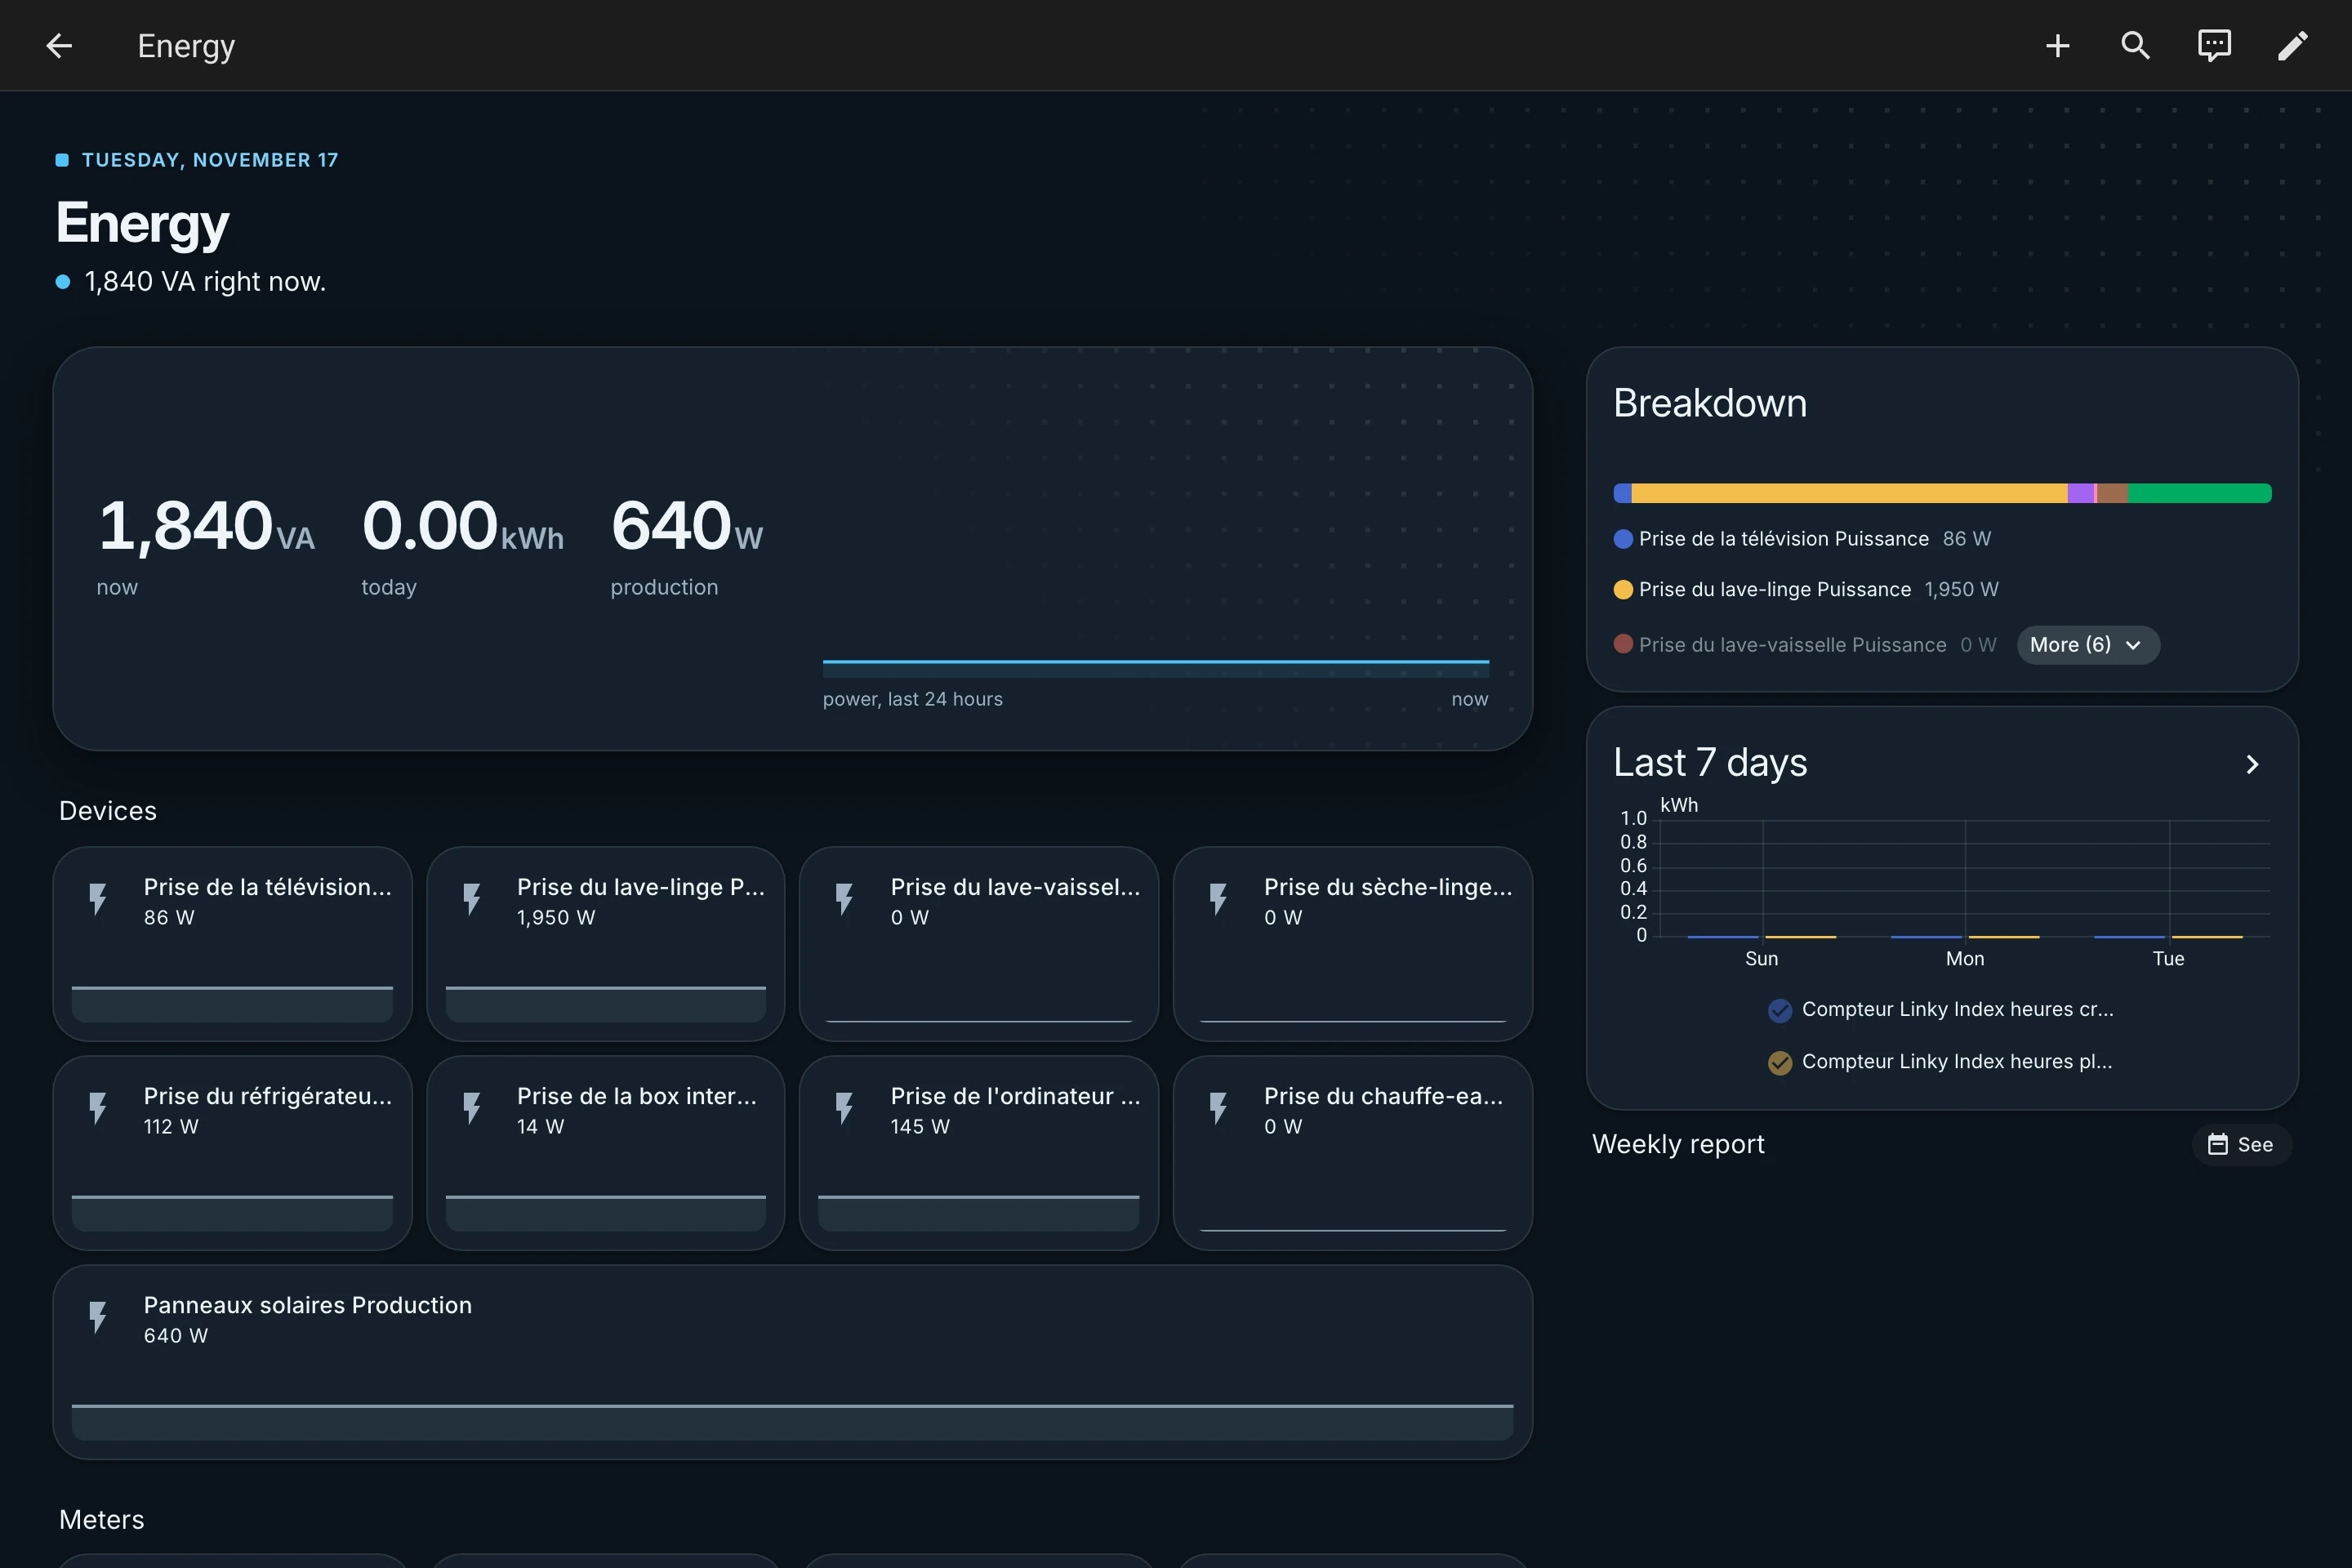 Energy
TUESDAY, NOVEMBER 17
Energy
1,840 VA right now.
1,840 VA
now
0.00 kWh
today
640 W
production
power, last 24 hours
now
Devices
Prise de la télévision...
86 W
Prise du lave-linge P...
1,950 W
Prise du lave-vaissel...
0 W
Prise du sèche-linge...
0 W
Prise du réfrigérateu...
112 W
Prise de la box inter...
14 W
Prise de l'ordinateur ...
145 W
Prise du chauffe-ea...
0 W
Panneaux solaires Production
640 W
Meters
Breakdown
Prise de la télévision Puissance 86 W
Prise du lave-linge Puissance 1,950 W
Prise du lave-vaisselle Puissance 0 W
More (6)
Last 7 days
kWh
1.0
0.8
0.6
0.4
0.2
0
Sun Mon Tue
Compteur Linky Index heures cr...
Compteur Linky Index heures pl...
Weekly report
See